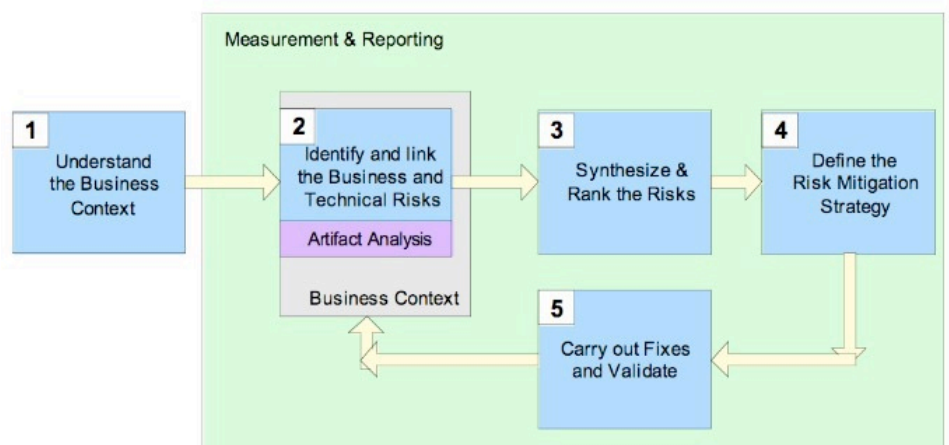 Measurement & Reporting
1
Understand
the Business
Context
2
Identify and link
the Business and
Technical Risks
Artifact Analysis
Business Context
3
Synthesize &
Rank the Risks
4
Define the
Risk Mitigation
Strategy
5
Carry out Fixes
and Validate